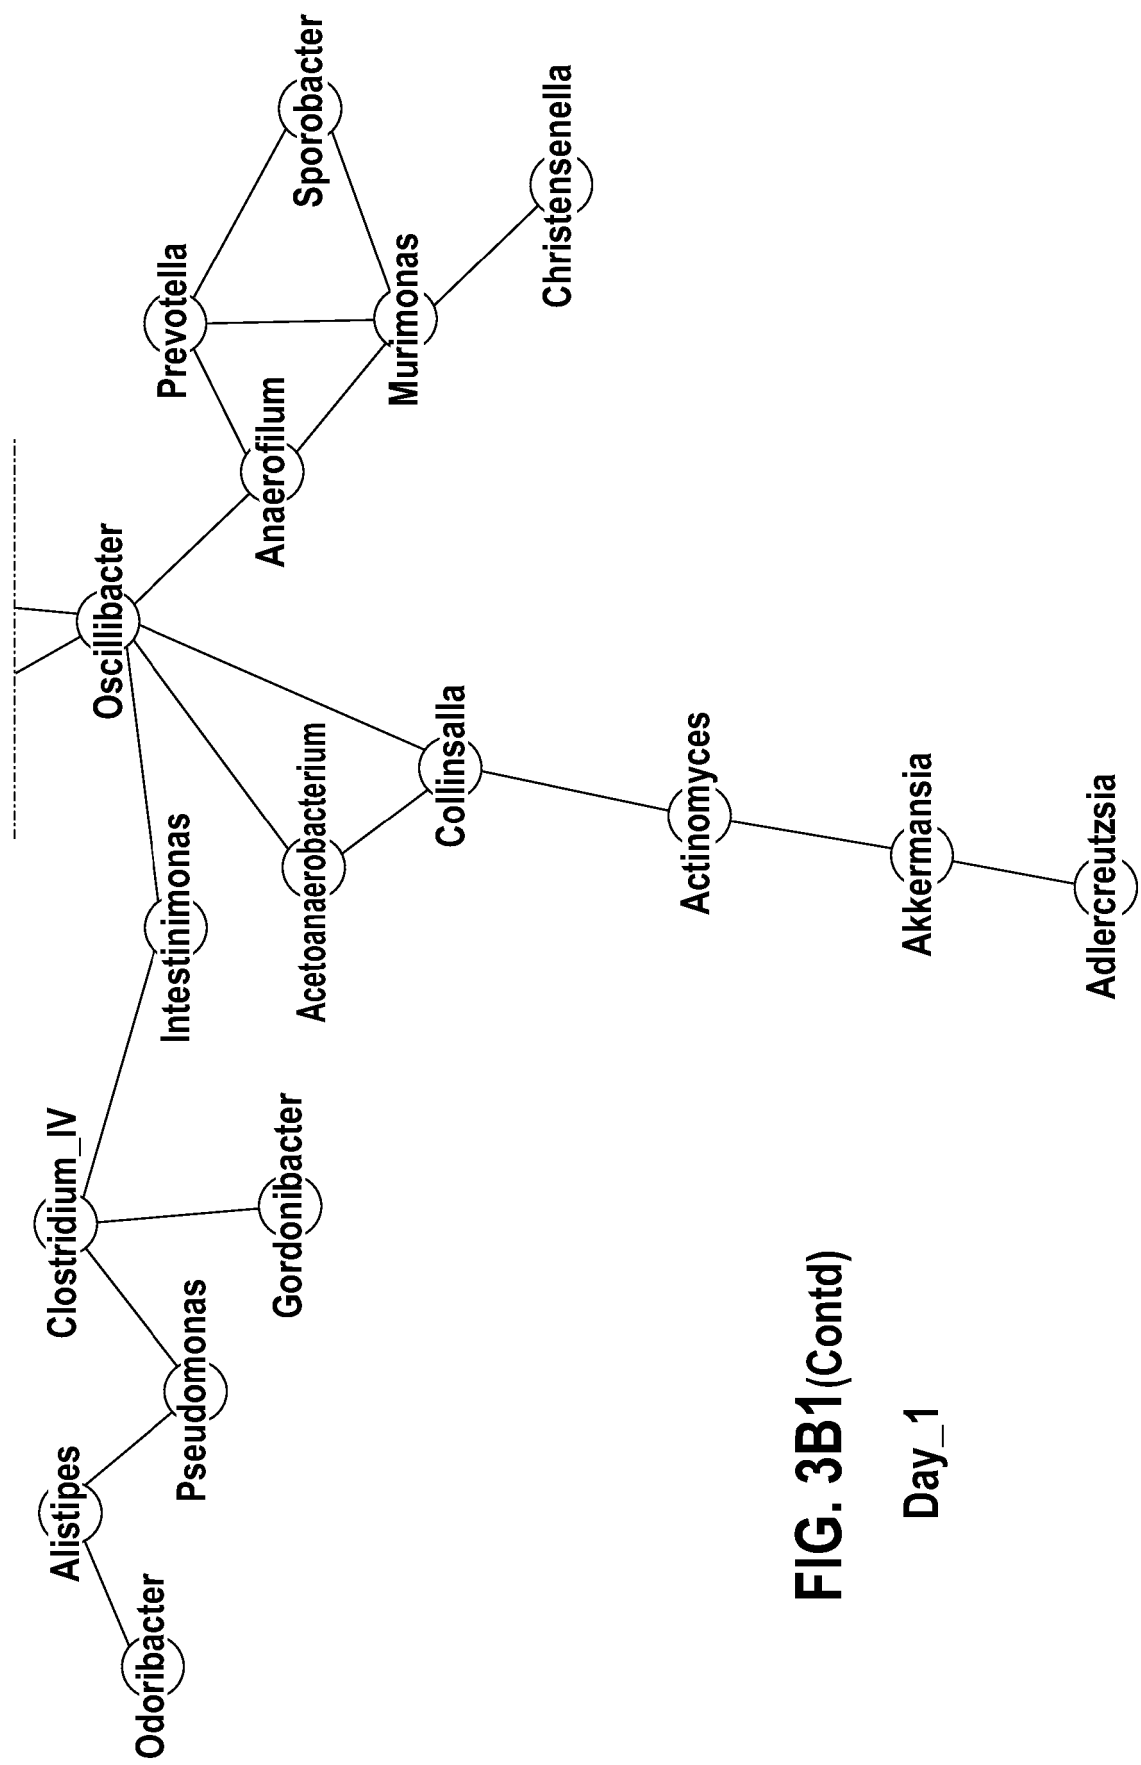 Odoribacter
Alistipes
Pseudomonas
Clostridium_IV
Gordonibacter
Intestinimonas
Acetoanaerobacterium
Oscillibacter
Collinsalla
Actinomyces
Akkermansia
Adlercreutzsia
Anaerofilum
Prevotella
Murimonas
Sporobacter
Christensenella
FIG. 3B1(Contd)
Day_1